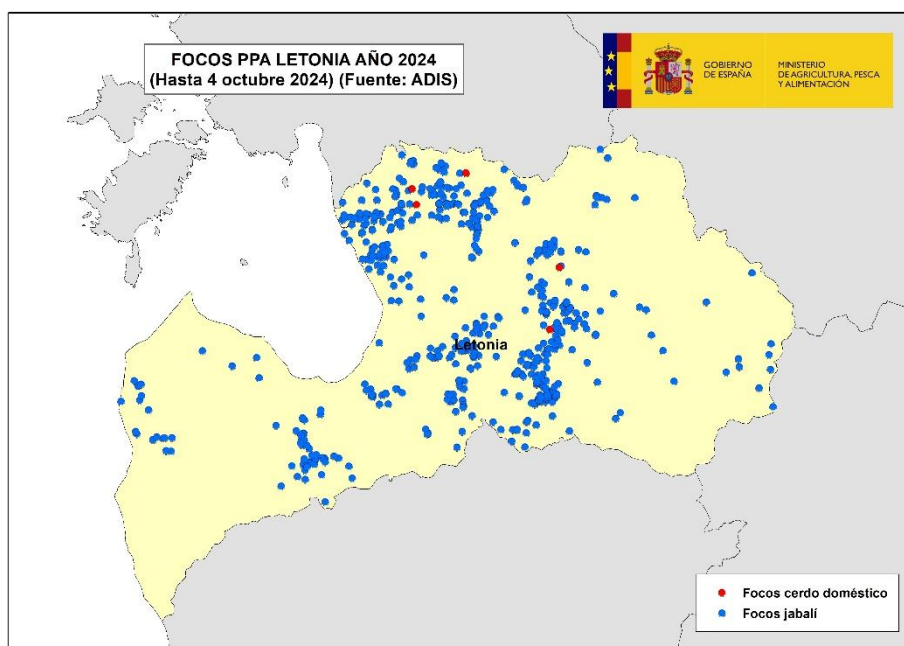 FOCOS PPA LETONIA AÑO 2024
(Hasta 4 octubre 2024) (Fuente: ADIS)
GOBIERNO
DE ESPAÑA
MINISTERIO
DE AGRICULTURA, PESCA
Y ALIMENTACIÓN
Letonia
Focos cerdo doméstico
Focos jabalí